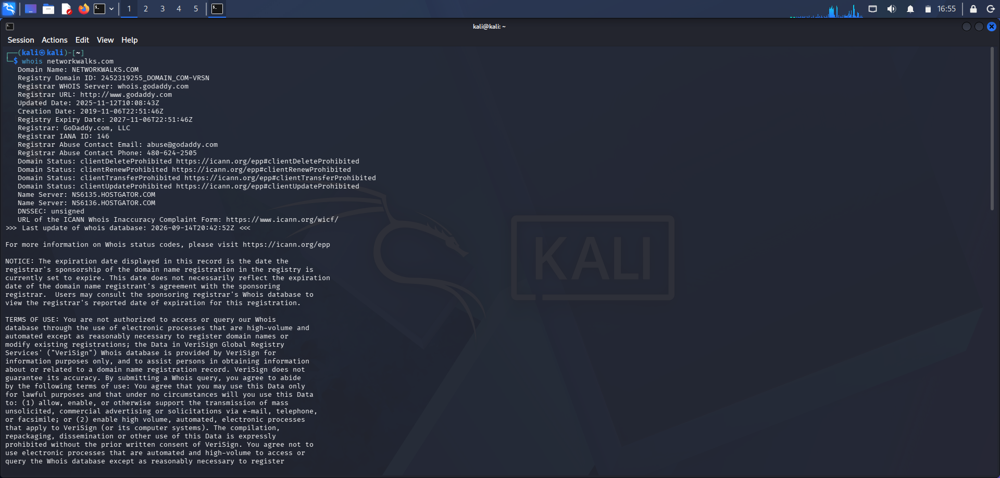 1 2 3 4 5 16:55
kali@kali: ~
Session Actions Edit View Help
┌──(kali㉿kali)-[~]
└─$ whois networkwalks.com
Domain Name: NETWORKWALKS.COM
Registry Domain ID: 2452319255_DOMAIN_COM-VRSN
Registrar WHOIS Server: whois.godaddy.com
Registrar URL: http://www.godaddy.com
Updated Date: 2025-11-12T10:08:43Z
Creation Date: 2019-11-06T22:51:46Z
Registry Expiry Date: 2027-11-06T22:51:46Z
Registrar: GoDaddy.com, LLC
Registrar IANA ID: 146
Registrar Abuse Contact Email: abuse@godaddy.com
Registrar Abuse Contact Phone: 480-624-2505
Domain Status: clientDeleteProhibited https://icann.org/epp#clientDeleteProhibited
Domain Status: clientRenewProhibited https://icann.org/epp#clientRenewProhibited
Domain Status: clientTransferProhibited https://icann.org/epp#clientTransferProhibited
Domain Status: clientUpdateProhibited https://icann.org/epp#clientUpdateProhibited
Name Server: NS6135.HOSTGATOR.COM
Name Server: NS6136.HOSTGATOR.COM
DNSSEC: unsigned
URL of the ICANN Whois Inaccuracy Complaint Form: https://www.icann.org/wicf/
>>> Last update of whois database: 2026-09-14T20:42:52Z <<<
For more information on Whois status codes, please visit https://icann.org/epp
NOTICE: The expiration date displayed in this record is the date the
registrar's sponsorship of the domain name registration in the registry is
currently set to expire. This date does not necessarily reflect the expiration
date of the domain name registrant's agreement with the sponsoring
registrar.  Users may consult the sponsoring registrar's Whois database to
view the registrar's reported date of expiration for this registration.
TERMS OF USE: You are not authorized to access or query our Whois
database through the use of electronic processes that are high-volume and
automated except as reasonably necessary to register domain names or
modify existing registrations; the Data in VeriSign Global Registry
Services' ("VeriSign") Whois database is provided by VeriSign for
information purposes only, and to assist persons in obtaining information
about or related to a domain name registration record. VeriSign does not
guarantee its accuracy. By submitting a Whois query, you agree to abide
by the following terms of use: You agree that you may use this Data only
for lawful purposes and that under no circumstances will you use this Data
to: (1) allow, enable, or otherwise support the transmission of mass
unsolicited, commercial advertising or solicitations via e-mail, telephone,
or facsimile; or (2) enable high volume, automated, electronic processes
that apply to VeriSign (or its computer systems). The compilation,
repackaging, dissemination or other use of this Data is expressly
prohibited without the prior written consent of VeriSign. You agree not to
use electronic processes that are automated and high-volume to access or
query the Whois database except as reasonably necessary to register
KALI